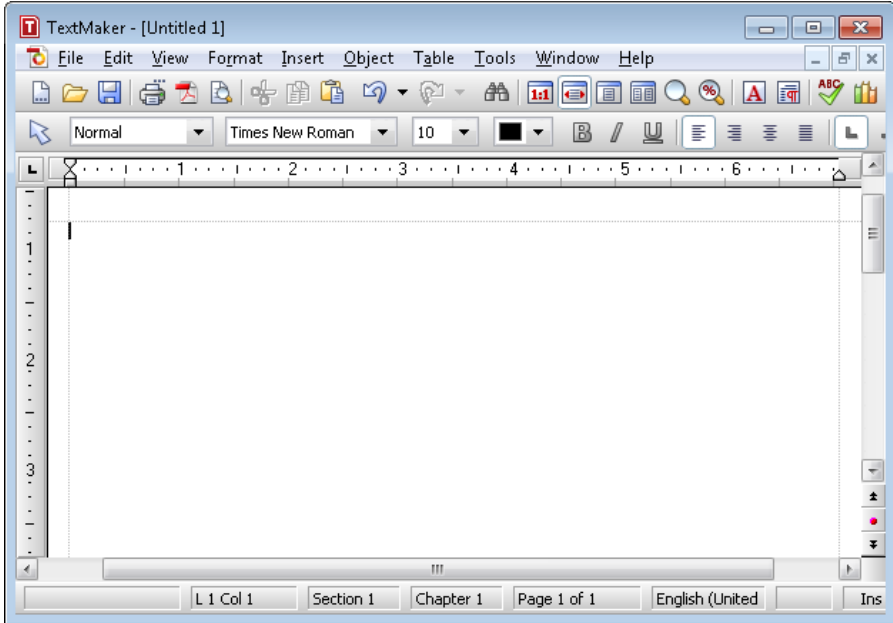 TextMaker - [Untitled 1]
File Edit View Format Insert Object Table Tools Window Help
1:1 % A ABC
Normal Times New Roman 10 B I U
1 2 3 4 5 6
1
2
3
L 1 Col 1 Section 1 Chapter 1 Page 1 of 1 English (United Ins